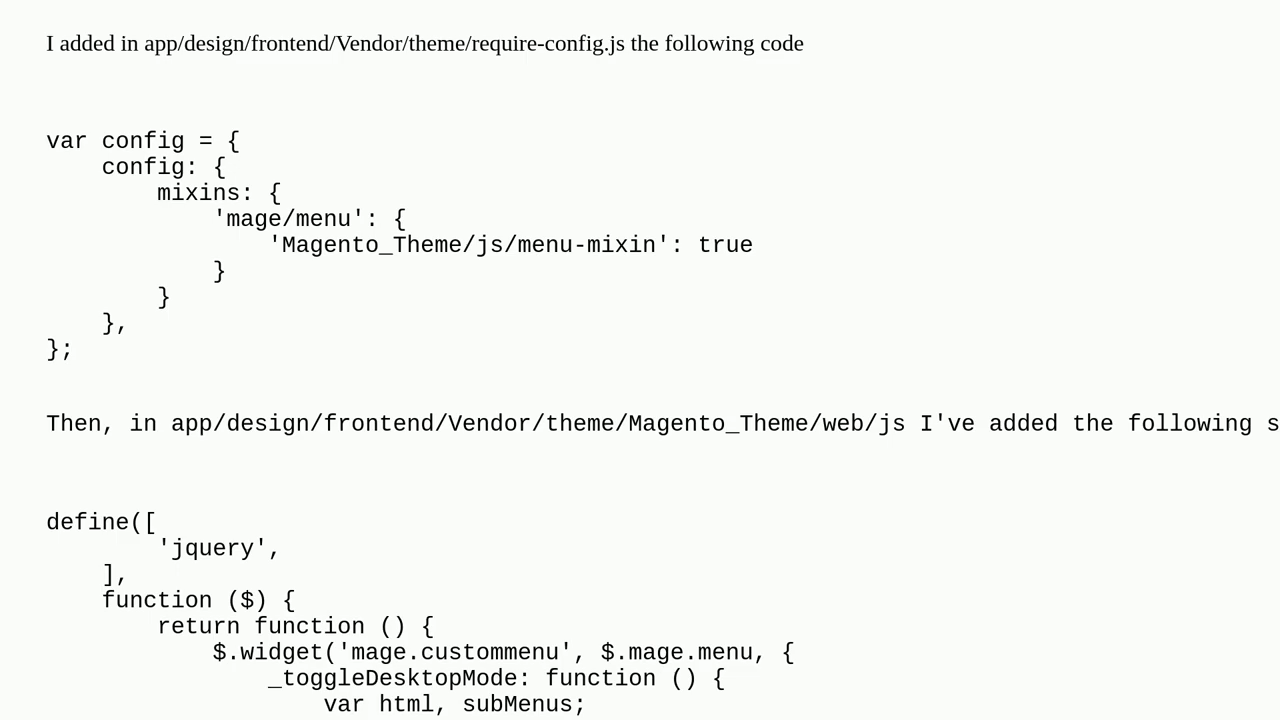 I added in app/design/frontend/Vendor/theme/require-config.js the following code
var config = {
    config: {
        mixins: {
            'mage/menu': {
                'Magento_Theme/js/menu-mixin': true
            }
        }
    },
};
Then, in app/design/frontend/Vendor/theme/Magento_Theme/web/js I've added the following s
define([
        'jquery',
    ],
    function ($) {
        return function () {
            $.widget('mage.custommenu', $.mage.menu, {
                _toggleDesktopMode: function () {
                    var html, subMenus;